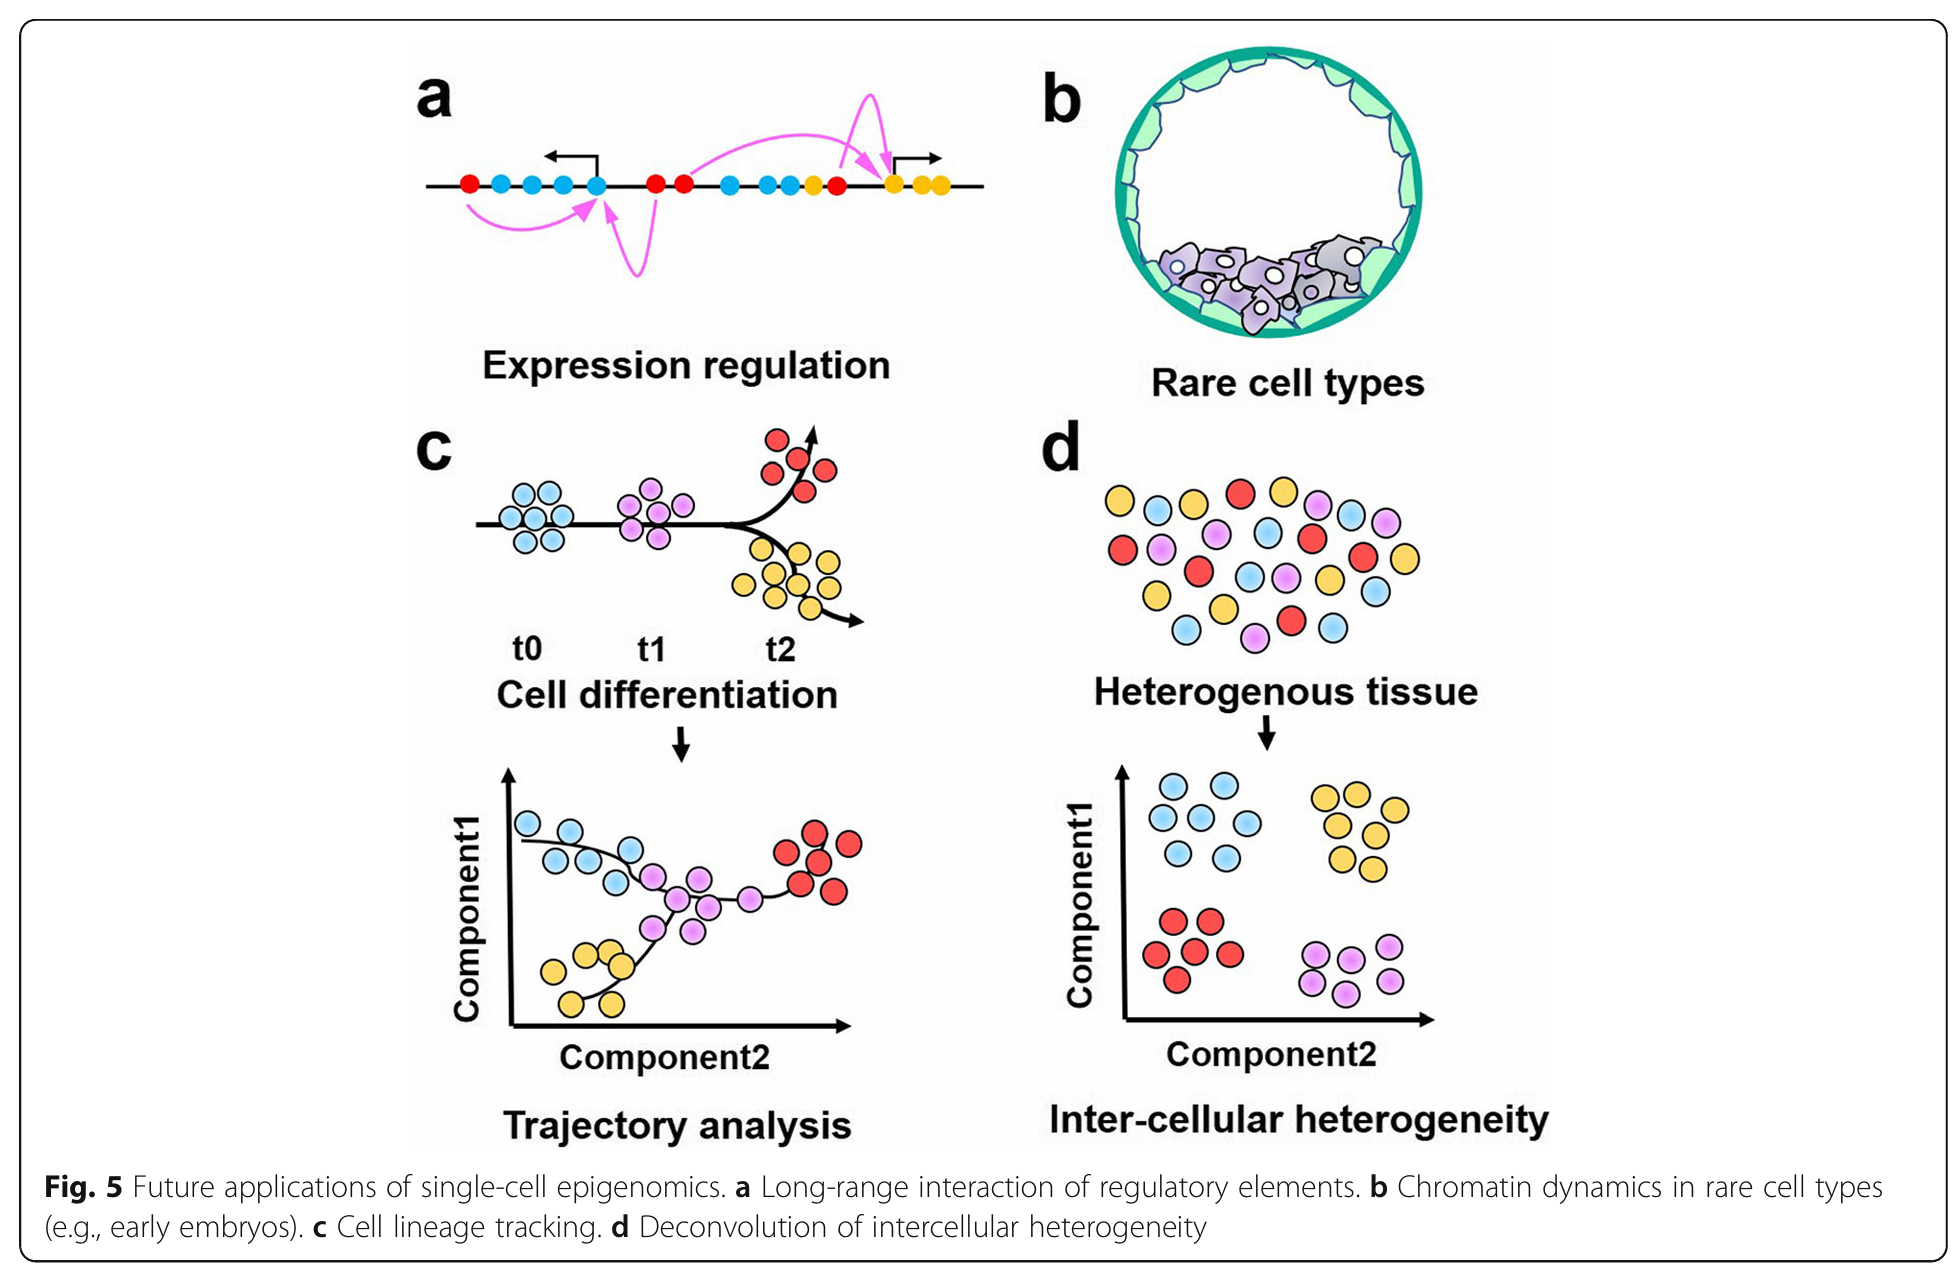 a
Expression regulation
b
Rare cell types
c
t0 t1 t2
Cell differentiation
Component1
Component2
Trajectory analysis
d
Heterogenous tissue
Component1
Component2
Inter-cellular heterogeneity
Fig. 5 Future applications of single-cell epigenomics. a Long-range interaction of regulatory elements. b Chromatin dynamics in rare cell types
(e.g., early embryos). c Cell lineage tracking. d Deconvolution of intercellular heterogeneity